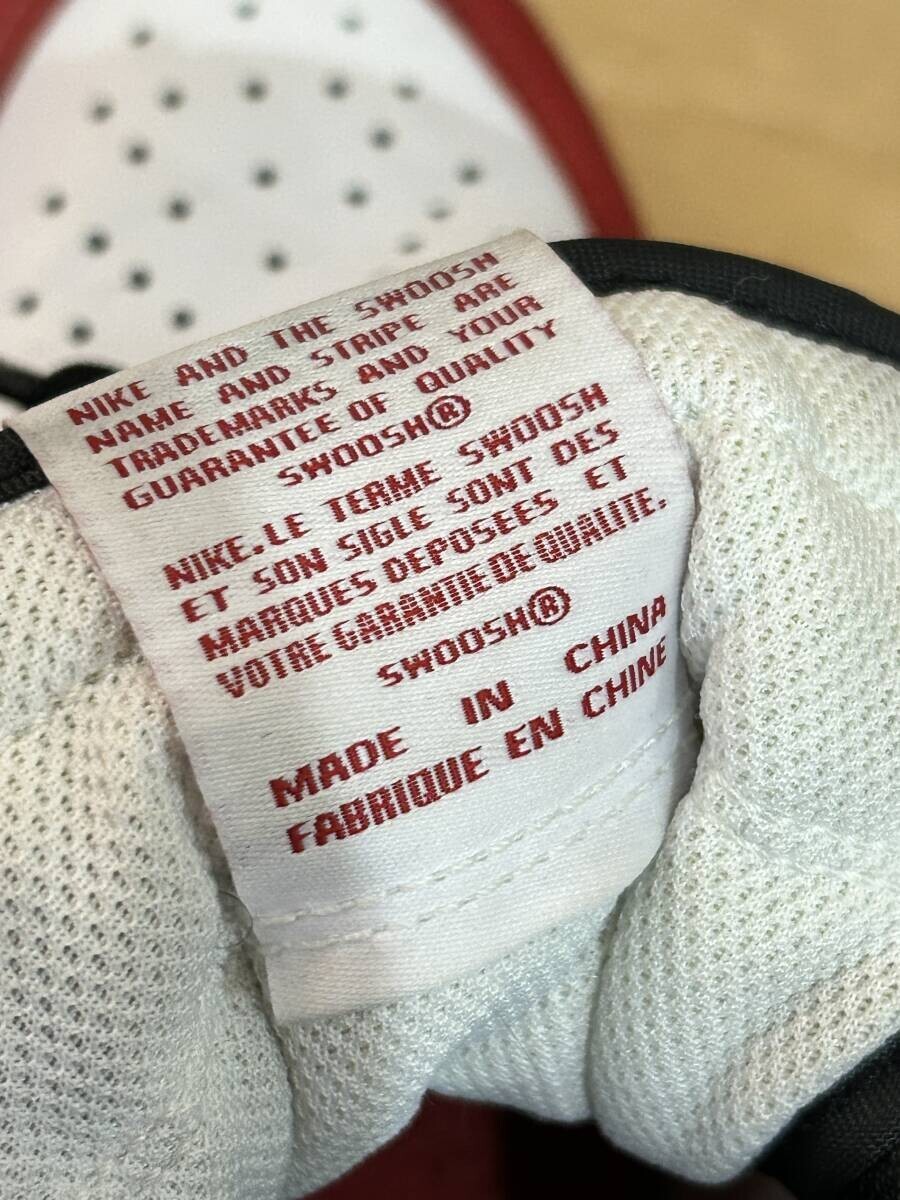 NIKE AND THE SWOOSH
NAME AND STRIPE ARE
TRADEMARKS AND YOUR
GUARANTEE OF QUALITY
SWOOSH®
NIKE.LE TERME SWOOSH
ET SON SIGLE SONT DES
MARQUES DEPOSEES ET
VOTRE GARANTIE DE QUALITE.
SWOOSH®
MADE IN CHINA
FABRIQUE EN CHINE